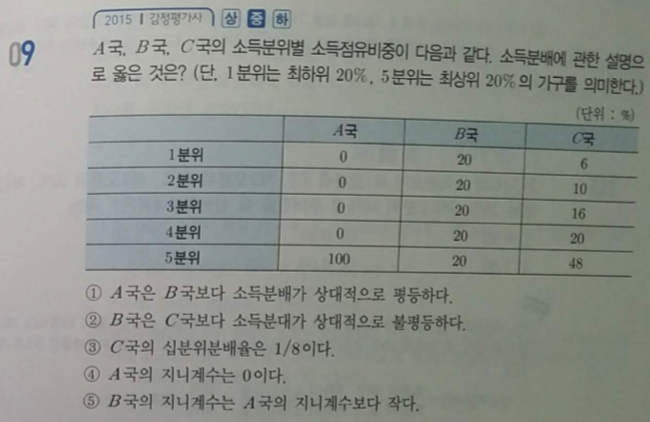 2015 | 감정평가사 상 중 하
09 A국, B국, C국의 소득분위별 소득점유비중이 다음과 같다. 소득분배에 관한 설명으
로 옳은 것은? (단, 1분위는 최하위 20%, 5분위는 최상위 20%의 가구를 의미한다.)
(단위 : %)
A국 B국 C국
1분위 0 20 6
2분위 0 20 10
3분위 0 20 16
4분위 0 20 20
5분위 100 20 48
① A국은 B국보다 소득분배가 상대적으로 평등하다.
② B국은 C국보다 소득분대가 상대적으로 불평등하다.
③ C국의 십분위분배율은 1/8이다.
④ A국의 지니계수는 0이다.
⑤ B국의 지니계수는 A국의 지니계수보다 작다.